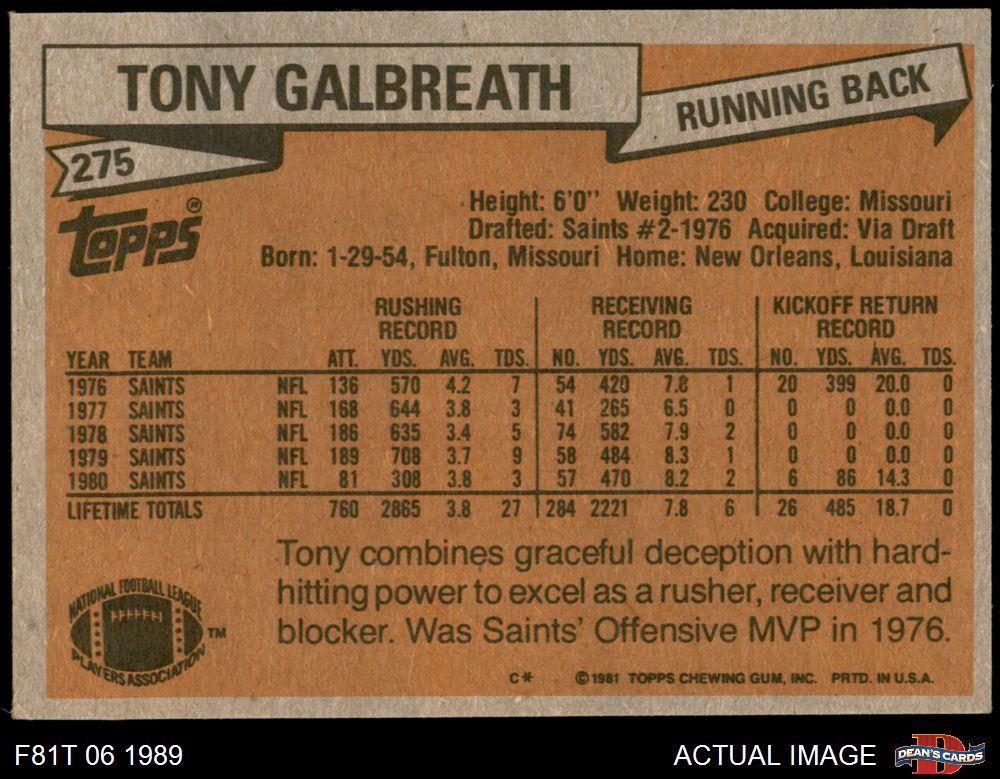 TONY GALBREATH
RUNNING BACK
275
Topps®
Height: 6'0'' Weight: 230 College: Missouri
Drafted: Saints #2-1976 Acquired: Via Draft
Born: 1-29-54, Fulton, Missouri Home: New Orleans, Louisiana
RUSHING RECORD RECEIVING RECORD KICKOFF RETURN RECORD
YEAR TEAM ATT. YDS. AVG. TDS. NO. YDS. AVG. TDS. NO. YDS. AVG. TDS.
1976 SAINTS NFL 136 570 4.2 7 54 420 7.8 1 20 399 20.0 0
1977 SAINTS NFL 168 644 3.8 3 41 265 6.5 0 0 0 0.0 0
1978 SAINTS NFL 186 635 3.4 5 74 582 7.9 2 0 0 0.0 0
1979 SAINTS NFL 189 708 3.7 9 58 484 8.3 1 0 0 0.0 0
1980 SAINTS NFL 81 308 3.8 3 57 470 8.2 2 6 86 14.3 0
LIFETIME TOTALS 760 2865 3.8 27 284 2221 7.8 6 26 485 18.7 0
Tony combines graceful deception with hard-
hitting power to excel as a rusher, receiver and
blocker. Was Saints' Offensive MVP in 1976.
NATIONAL FOOTBALL LEAGUE
PLAYERS ASSOCIATION
TM
C* ©1981 TOPPS CHEWING GUM, INC. PRTD. IN U.S.A.
F81T 06 1989
ACTUAL IMAGE
D
DEAN'S CARDS